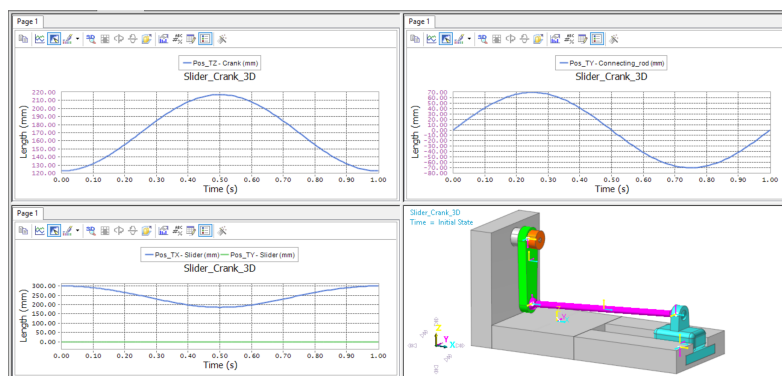 Page 1
Pos_TZ - Crank (mm)
Slider_Crank_3D
Length (mm)
220.00
210.00
200.00
190.00
180.00
170.00
160.00
150.00
140.00
130.00
120.00
0.00 0.10 0.20 0.30 0.40 0.50 0.60 0.70 0.80 0.90 1.00
Time (s)
Page 1
Pos_TY - Connecting_rod (mm)
Slider_Crank_3D
Length (mm)
70.00
60.00
50.00
40.00
30.00
20.00
10.00
0.00
-10.00
-20.00
-30.00
-40.00
-50.00
-60.00
-70.00
-80.00
0.00 0.10 0.20 0.30 0.40 0.50 0.60 0.70 0.80 0.90 1.00
Time (s)
Page 1
Pos_TX - Slider (mm) Pos_TY - Slider (mm)
Slider_Crank_3D
Length (mm)
300.00
250.00
200.00
150.00
100.00
50.00
0.00
0.00 0.10 0.20 0.30 0.40 0.50 0.60 0.70 0.80 0.90 1.00
Time (s)
Slider_Crank_3D
Time = Initial State
Z
Y
X